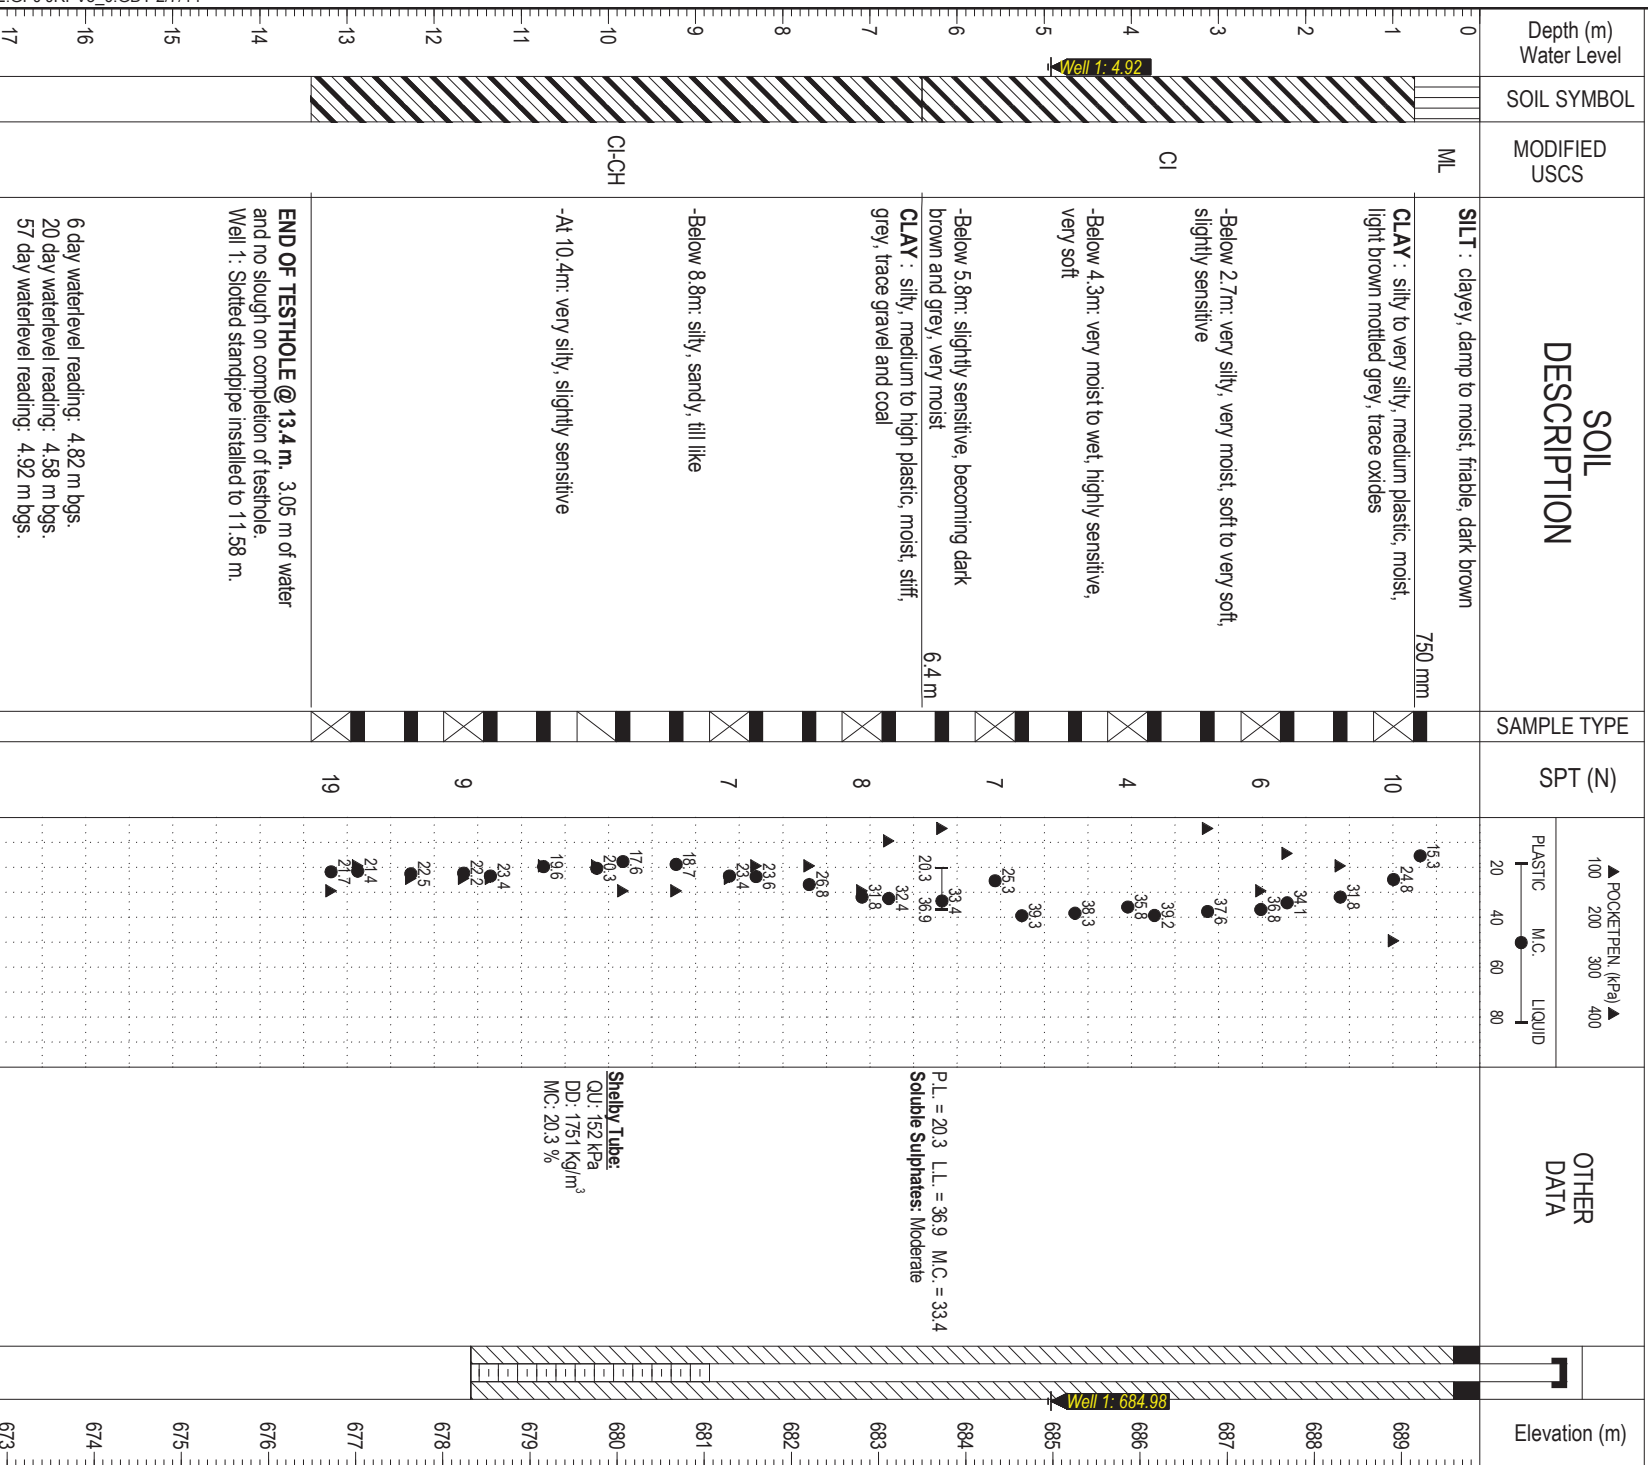 Depth (m)
Water Level
SOIL SYMBOL
MODIFIED
USCS
SOIL
DESCRIPTION
SAMPLE TYPE
SPT (N)
▲ POCKETPEN. (kPa) ▲
100 200 300 400
PLASTIC M.C. LIQUID
20 40 60 80
OTHER
DATA
Elevation (m)
0
1
2
3
4
5
6
7
8
9
10
11
12
13
14
15
16
17
Well 1: 4.92
ML
CI
CI-CH
SILT : clayey, damp to moist, friable, dark brown
750 mm
CLAY : silty to very silty, medium plastic, moist,
light brown mottled grey, trace oxides
-Below 2.7m: very silty, very moist, soft to very soft,
slightly sensitive
-Below 4.3m: very moist to wet, highly sensitive,
very soft
-Below 5.8m: slightly sensitive, becoming dark
brown and grey, very moist
6.4 m
CLAY : silty, medium to high plastic, moist, stiff,
grey, trace gravel and coal
-Below 8.8m: silty, sandy, till like
-At 10.4m: very silty, slightly sensitive
END OF TESTHOLE @ 13.4 m. 3.05 m of water
and no slough on completion of testhole.
Well 1: Slotted standpipe installed to 11.58 m.
6 day waterlevel reading: 4.82 m bgs.
20 day waterlevel reading: 4.58 m bgs.
57 day waterlevel reading: 4.92 m bgs.
10
6
4
7
8
7
9
19
15.3
24.8
31.8
34.1
36.8
37.6
39.2
35.8
38.3
39.3
25.3
33.4
20.3 36.9
32.4
31.8
26.8
23.6
23.4
18.7
17.6
20.3
19.6
23.4
22.2
22.5
21.4
21.7
P.L. = 20.3 L.L. = 36.9 M.C. = 33.4
Soluble Sulphates: Moderate
Shelby Tube:
QU: 152 kPa
DD: 1751 Kg/m³
MC: 20.3 %
Well 1: 684.98
689
688
687
686
685
684
683
682
681
680
679
678
677
676
675
674
673